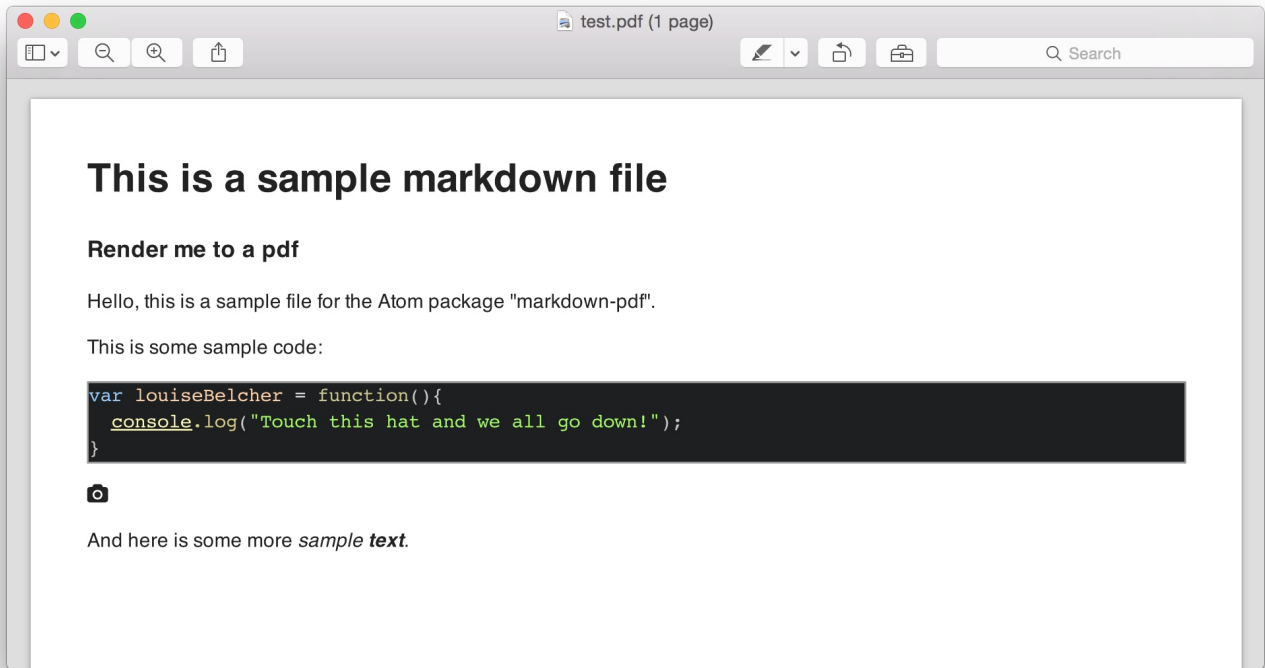 test.pdf (1 page)
Search
This is a sample markdown file
Render me to a pdf
Hello, this is a sample file for the Atom package "markdown-pdf".
This is some sample code:
var louiseBelcher = function(){
  console.log("Touch this hat and we all go down!");
}
And here is some more sample text.